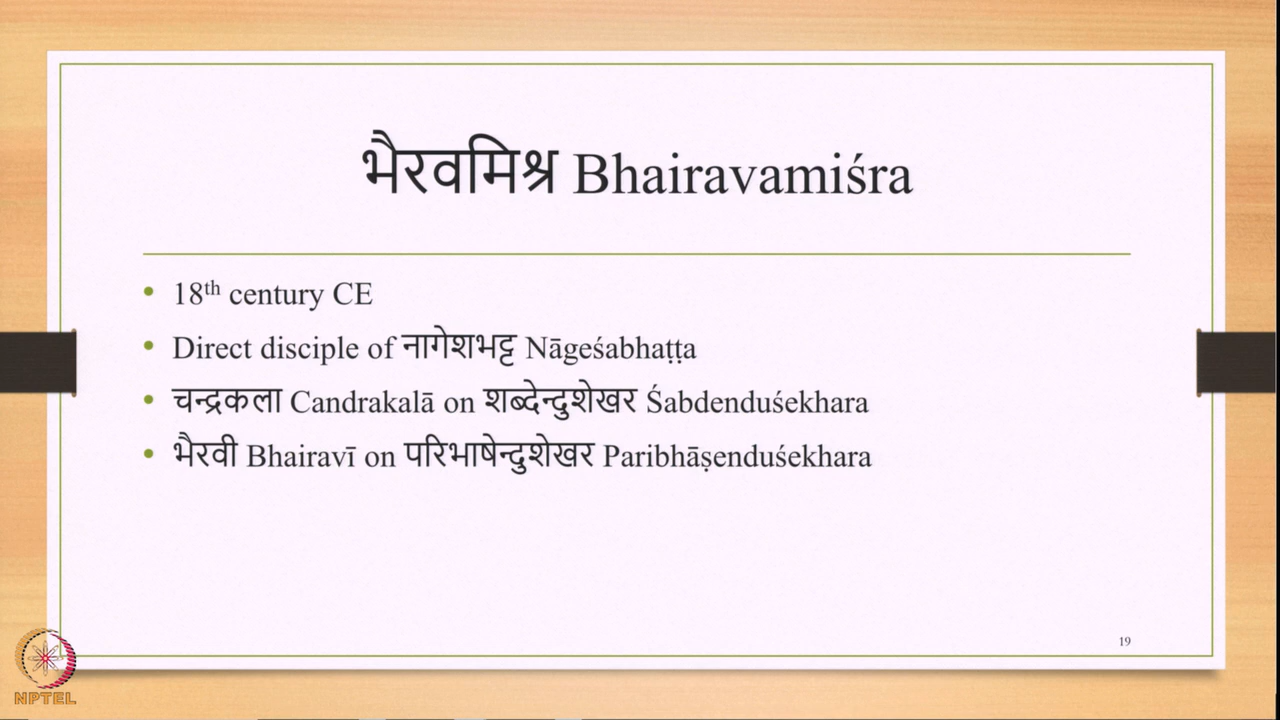 भैरवमिश्र Bhairavamiśra
• 18th century CE
• Direct disciple of नागेशभट्ट Nāgeśabhaṭṭa
• चन्द्रकला Candrakalā on शब्देन्दुशेखर Śabdenduśekhara
• भैरवी Bhairavī on परिभाषेन्दुशेखर Paribhāṣenduśekhara
19
NPTEL